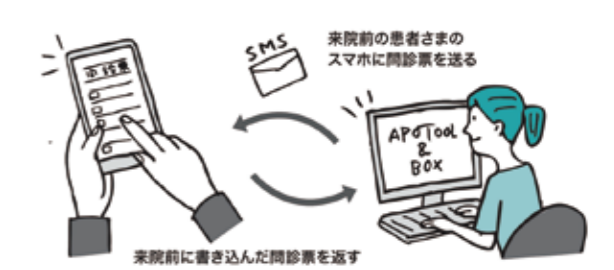 SMS
来院前の患者さまの
スマホに問診票を送る
問診票
APOTOOL
&
BOX
来院前に書き込んだ問診票を返す